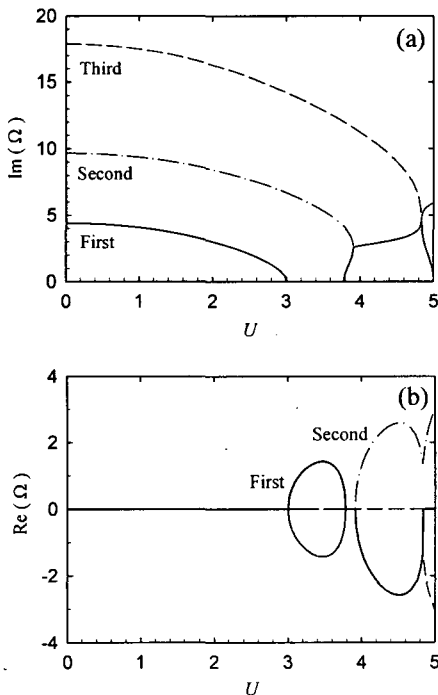 (a)
20
15
10
5
0
Im(Ω)
Third
Second
First
0 1 2 3 4 5
U
(b)
4
2
0
-2
-4
Re(Ω)
Second
First
0 1 2 3 4 5
U